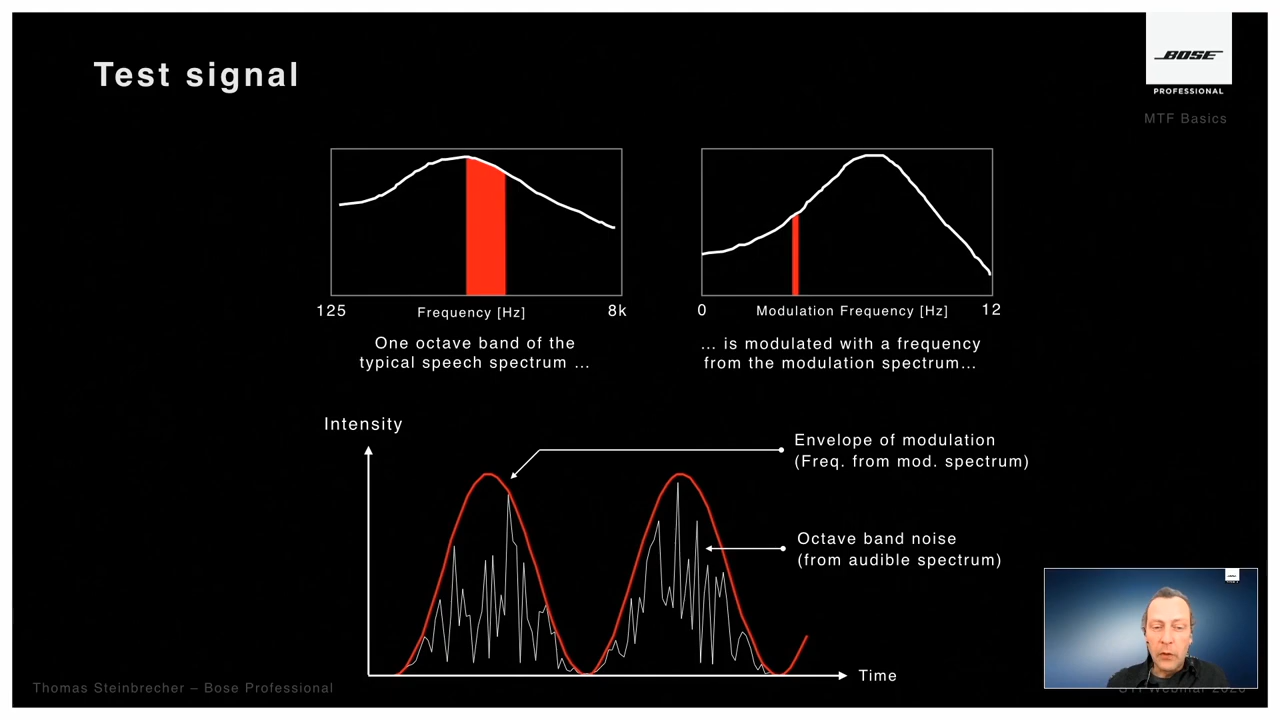 Test signal
BOSE
PROFESSIONAL
MTF Basics
125
Frequency [Hz]
8k
0
Modulation Frequency [Hz]
12
One octave band of the
typical speech spectrum ...
... is modulated with a frequency
from the modulation spectrum...
Intensity
Envelope of modulation
(Freq. from mod. spectrum)
Octave band noise
(from audible spectrum)
Time
Thomas Steinbrecher – Bose Professional